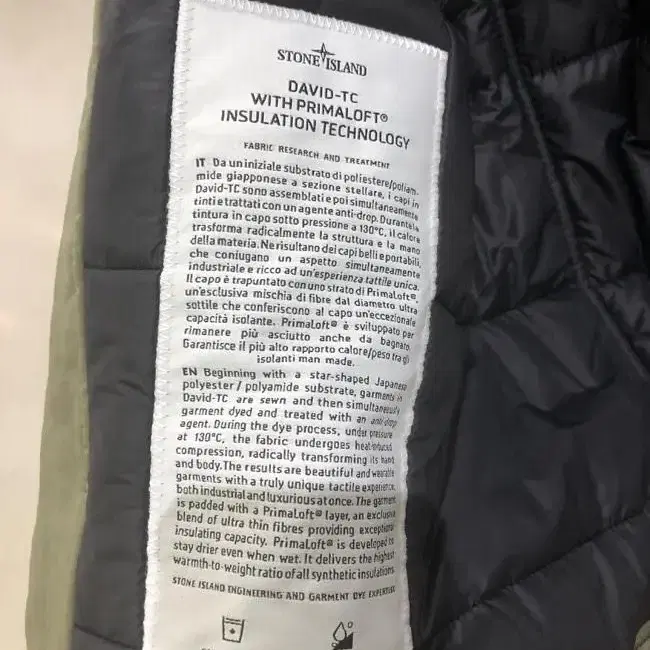 STONE ISLAND
DAVID-TC
WITH PRIMALOFT®
INSULATION TECHNOLOGY
FABRIC RESEARCH AND TREATMENT
IT Da un iniziale substrato di poliestere/poliam-
mide giapponese a sezione stellare, i capi in
David-TC sono assemblati e poi simultaneamente
tinti e trattati con un agente anti-drop. Durante la
tintura in capo sotto pressione a 130°C, il calore
trasforma radicalmente la struttura e la mano
della materia. Ne risultano dei capi belli e portabili,
che coniugano un aspetto simultaneamente
industriale e ricco ad un'esperienza tattile unica.
Il capo è trapuntato con uno strato di PrimaLoft®,
un'esclusiva mischia di fibre dal diametro ultra
sottile che conferiscono al capo un'eccezionale
capacità isolante. PrimaLoft® è sviluppato per
rimanere più asciutto anche da bagnato.
Garantisce il più alto rapporto calore/peso tra gli
isolanti man made.
EN Beginning with a star-shaped Japanese
polyester / polyamide substrate, garments in
David-TC are sewn and then simultaneously
garment dyed and treated with an anti-drop
agent. During the dye process, under pressure
at 130°C, the fabric undergoes heat-induced
compression, radically transforming its hand
and body. The results are beautiful and wearable
garments with a truly unique tactile experience,
both industrial and luxurious at once. The garment
is padded with a PrimaLoft® layer, an exclusive
blend of ultra thin fibres providing exceptional
insulating capacity. PrimaLoft® is developed to
stay drier even when wet. It delivers the highest
warmth-to-weight ratio of all synthetic insulations.
STONE ISLAND ENGINEERING AND GARMENT DYE EXPERTISE